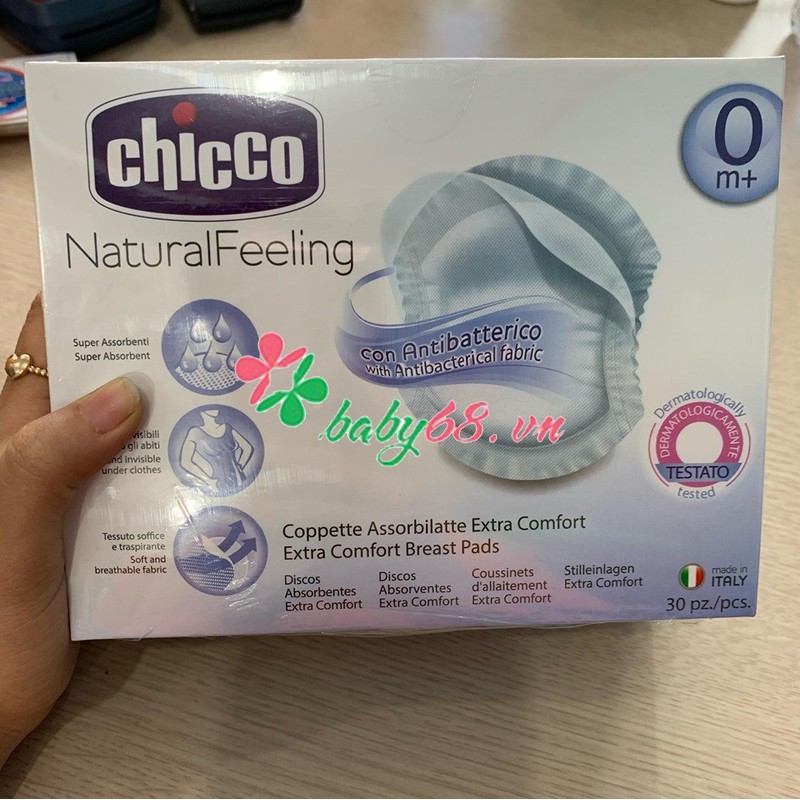 chicco
NaturalFeeling
0
m+
Super Assorbenti
Super Absorbent
con Antibatterico
with Antibacterical fabric
baby68.vn
Dermatologically
DERMATOLOGICAMENTE
TESTATO
tested
gli abiti
invisible
under clothes
Tessuto soffice
e traspirante
Soft and
breathable fabric
Coppette Assorbilatte Extra Comfort
Extra Comfort Breast Pads
Discos
Absorbentes
Extra Comfort
Discos
Absorventes
Extra Comfort
Coussinets
d'allaitement
Extra Comfort
Stilleinlagen
Extra Comfort
made in
ITALY
30 pz./pcs.